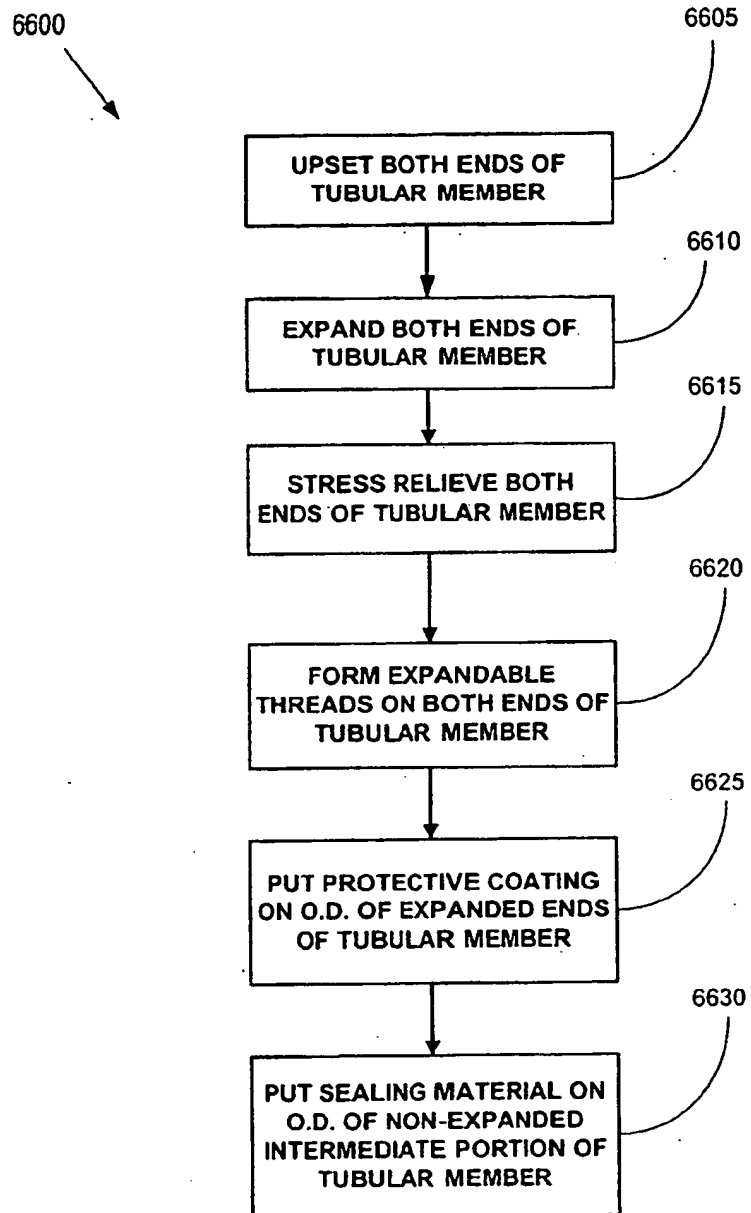 6600
6605
UPSET BOTH ENDS OF
TUBULAR MEMBER
6610
EXPAND BOTH ENDS OF
TUBULAR MEMBER
6615
STRESS RELIEVE BOTH
ENDS OF TUBULAR MEMBER
6620
FORM EXPANDABLE
THREADS ON BOTH ENDS OF
TUBULAR MEMBER
6625
PUT PROTECTIVE COATING
ON O.D. OF EXPANDED ENDS
OF TUBULAR MEMBER
6630
PUT SEALING MATERIAL ON
O.D. OF NON-EXPANDED
INTERMEDIATE PORTION OF
TUBULAR MEMBER